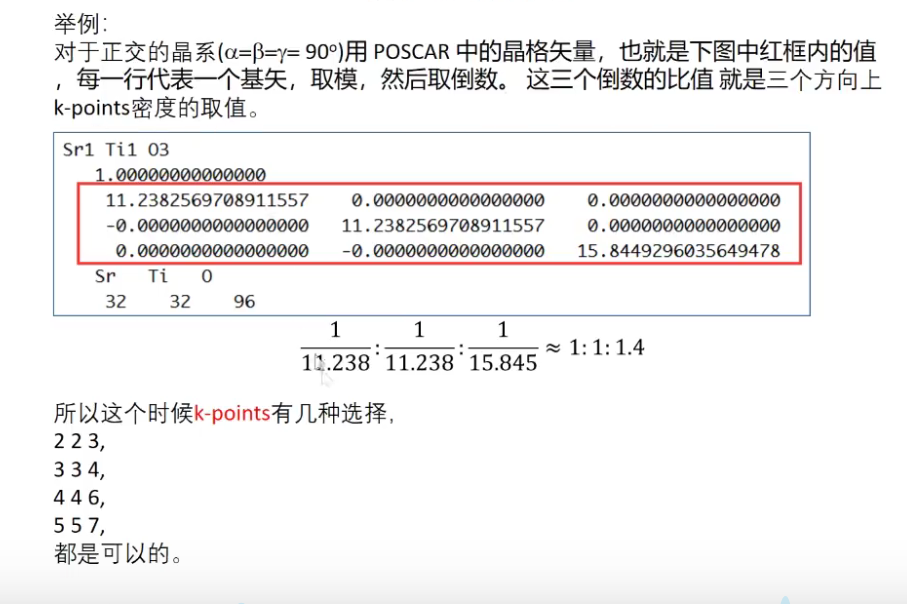 举例：
对于正交的晶系(α=β=γ= 90°)用 POSCAR 中的晶格矢量，也就是下图中红框内的值
，每一行代表一个基矢，取模，然后取倒数。 这三个倒数的比值 就是三个方向上
k-points密度的取值。
Sr1 Ti1 O3
1.00000000000000
11.2382569708911557 0.0000000000000000 0.0000000000000000
-0.0000000000000000 11.2382569708911557 0.0000000000000000
0.0000000000000000 -0.0000000000000000 15.8449296035649478
Sr Ti O
32 32 96
1/11.238 : 1/11.238 : 1/15.845 ≈ 1: 1: 1.4
所以这个时候k-points有几种选择，
2 2 3,
3 3 4,
4 4 6,
5 5 7,
都是可以的。